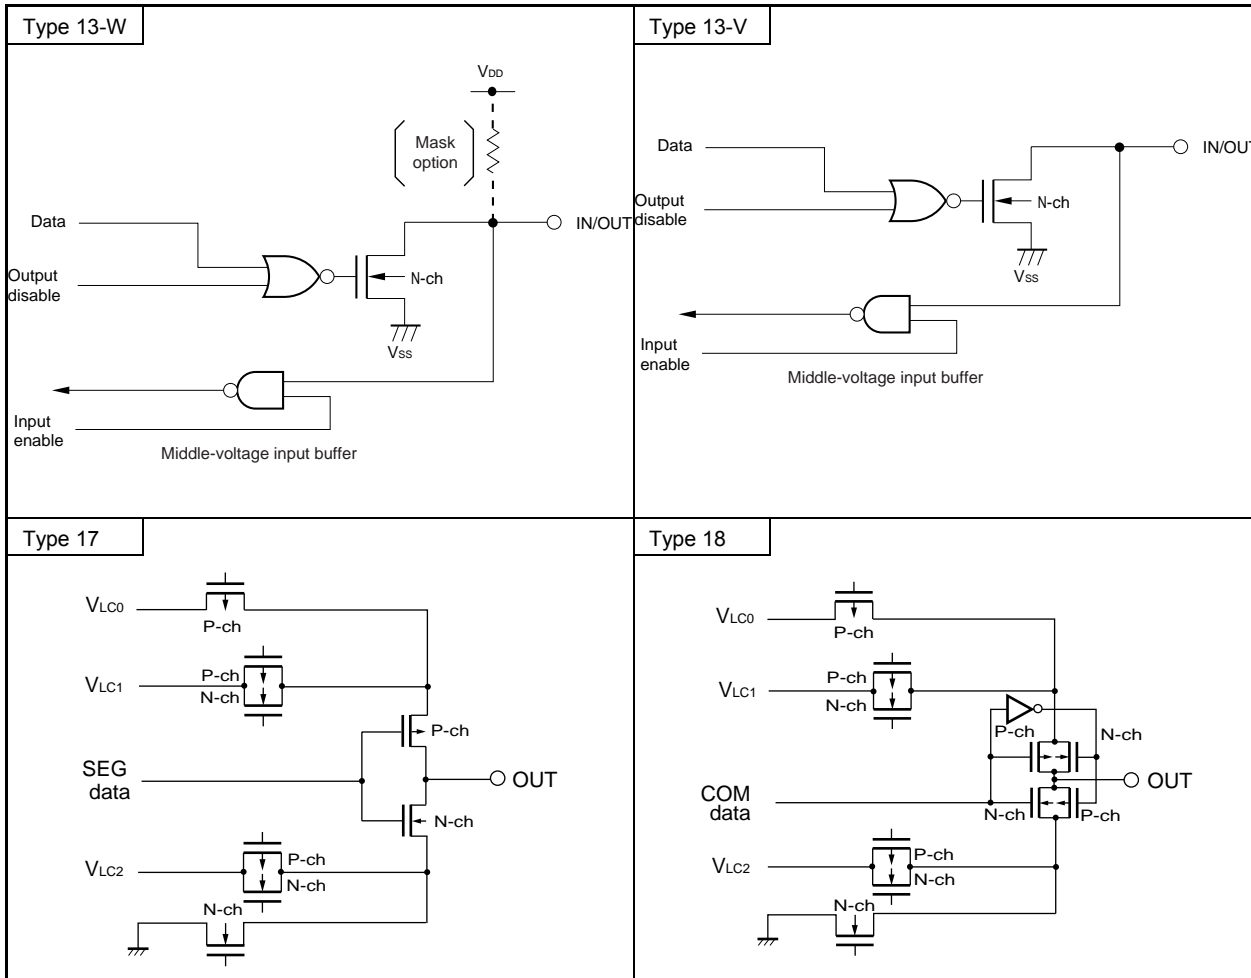 Type 13-W
VDD
Mask
option
Data
IN/OUT
Output
disable
N-ch
VSS
Input
enable
Middle-voltage input buffer
Type 13-V
Data
IN/OUT
Output
disable
N-ch
VSS
Input
enable
Middle-voltage input buffer
Type 17
VLC0
P-ch
P-ch
VLC1
N-ch
P-ch
SEG
data
OUT
N-ch
P-ch
VLC2
N-ch
N-ch
Type 18
VLC0
P-ch
P-ch
VLC1
N-ch
P-ch
N-ch
OUT
COM
data
N-ch
P-ch
P-ch
VLC2
N-ch
N-ch